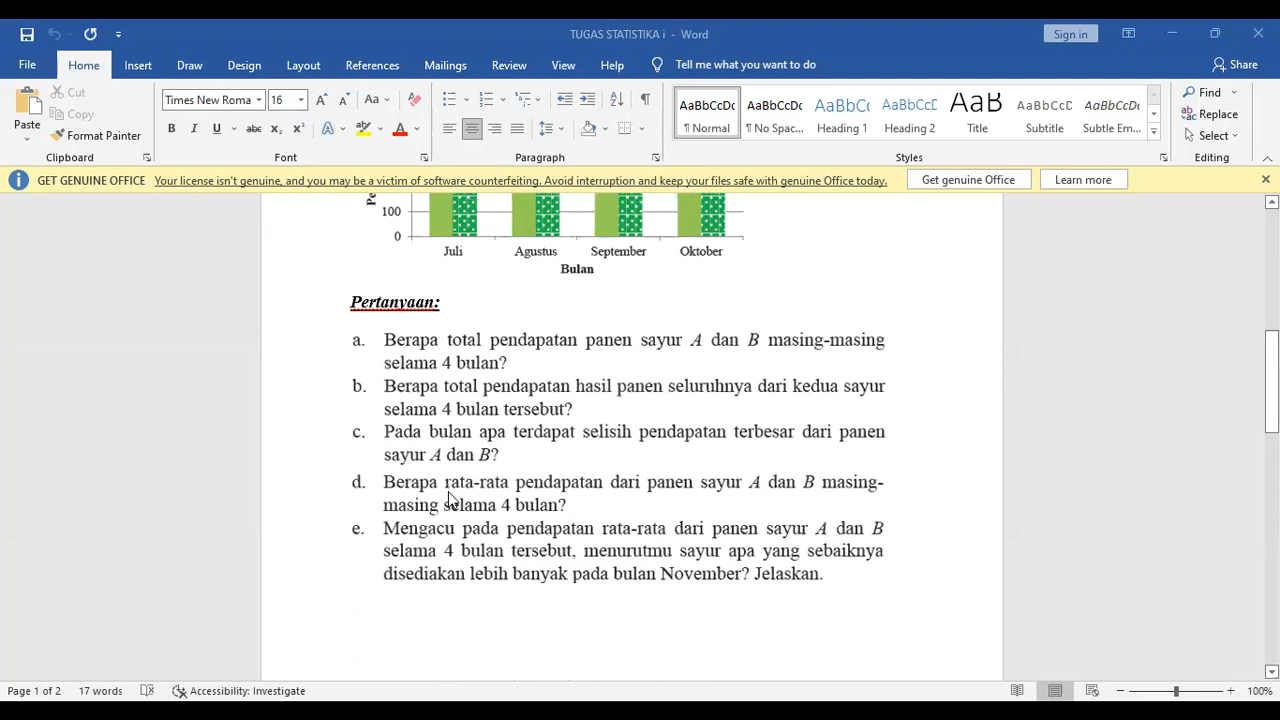 TUGAS STATISTIKA i - Word
Sign in
File Home Insert Draw Design Layout References Mailings Review View Help Tell me what you want to do Share
Paste
Cut
Copy
Format Painter
Clipboard
Times New Roma 16
Aa
B I U abc x₂ x² A A
Font
Paragraph
AaBbCcDc AaBbCcDc AaBbCcDc AaBbCcDc AaB AaBbCcDc AaBbCcDc
¶ Normal ¶ No Spac... Heading 1 Heading 2 Title Subtitle Subtle Em...
Styles
Find
Replace
Select
Editing
GET GENUINE OFFICE Your license isn't genuine, and you may be a victim of software counterfeiting. Avoid interruption and keep your files safe with genuine Office today. Get genuine Office Learn more
100
0
Juli Agustus September Oktober
Bulan
Pertanyaan:
a. Berapa total pendapatan panen sayur A dan B masing-masing
selama 4 bulan?
b. Berapa total pendapatan hasil panen seluruhnya dari kedua sayur
selama 4 bulan tersebut?
c. Pada bulan apa terdapat selisih pendapatan terbesar dari panen
sayur A dan B?
d. Berapa rata-rata pendapatan dari panen sayur A dan B masing-
masing selama 4 bulan?
e. Mengacu pada pendapatan rata-rata dari panen sayur A dan B
selama 4 bulan tersebut, menurutmu sayur apa yang sebaiknya
disediakan lebih banyak pada bulan November? Jelaskan.
Page 1 of 2 17 words Accessibility: Investigate 100%